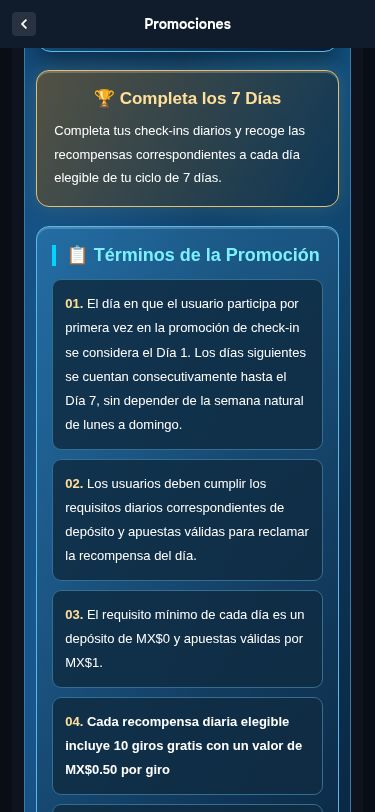 Promociones
🏆 Completa los 7 Días
Completa tus check-ins diarios y recoge las
recompensas correspondientes a cada día
elegible de tu ciclo de 7 días.
📋 Términos de la Promoción
01. El día en que el usuario participa por
primera vez en la promoción de check-in
se considera el Día 1. Los días siguientes
se cuentan consecutivamente hasta el
Día 7, sin depender de la semana natural
de lunes a domingo.
02. Los usuarios deben cumplir los
requisitos diarios correspondientes de
depósito y apuestas válidas para reclamar
la recompensa del día.
03. El requisito mínimo de cada día es un
depósito de MX$0 y apuestas válidas por
MX$1.
04. Cada recompensa diaria elegible
incluye 10 giros gratis con un valor de
MX$0.50 por giro